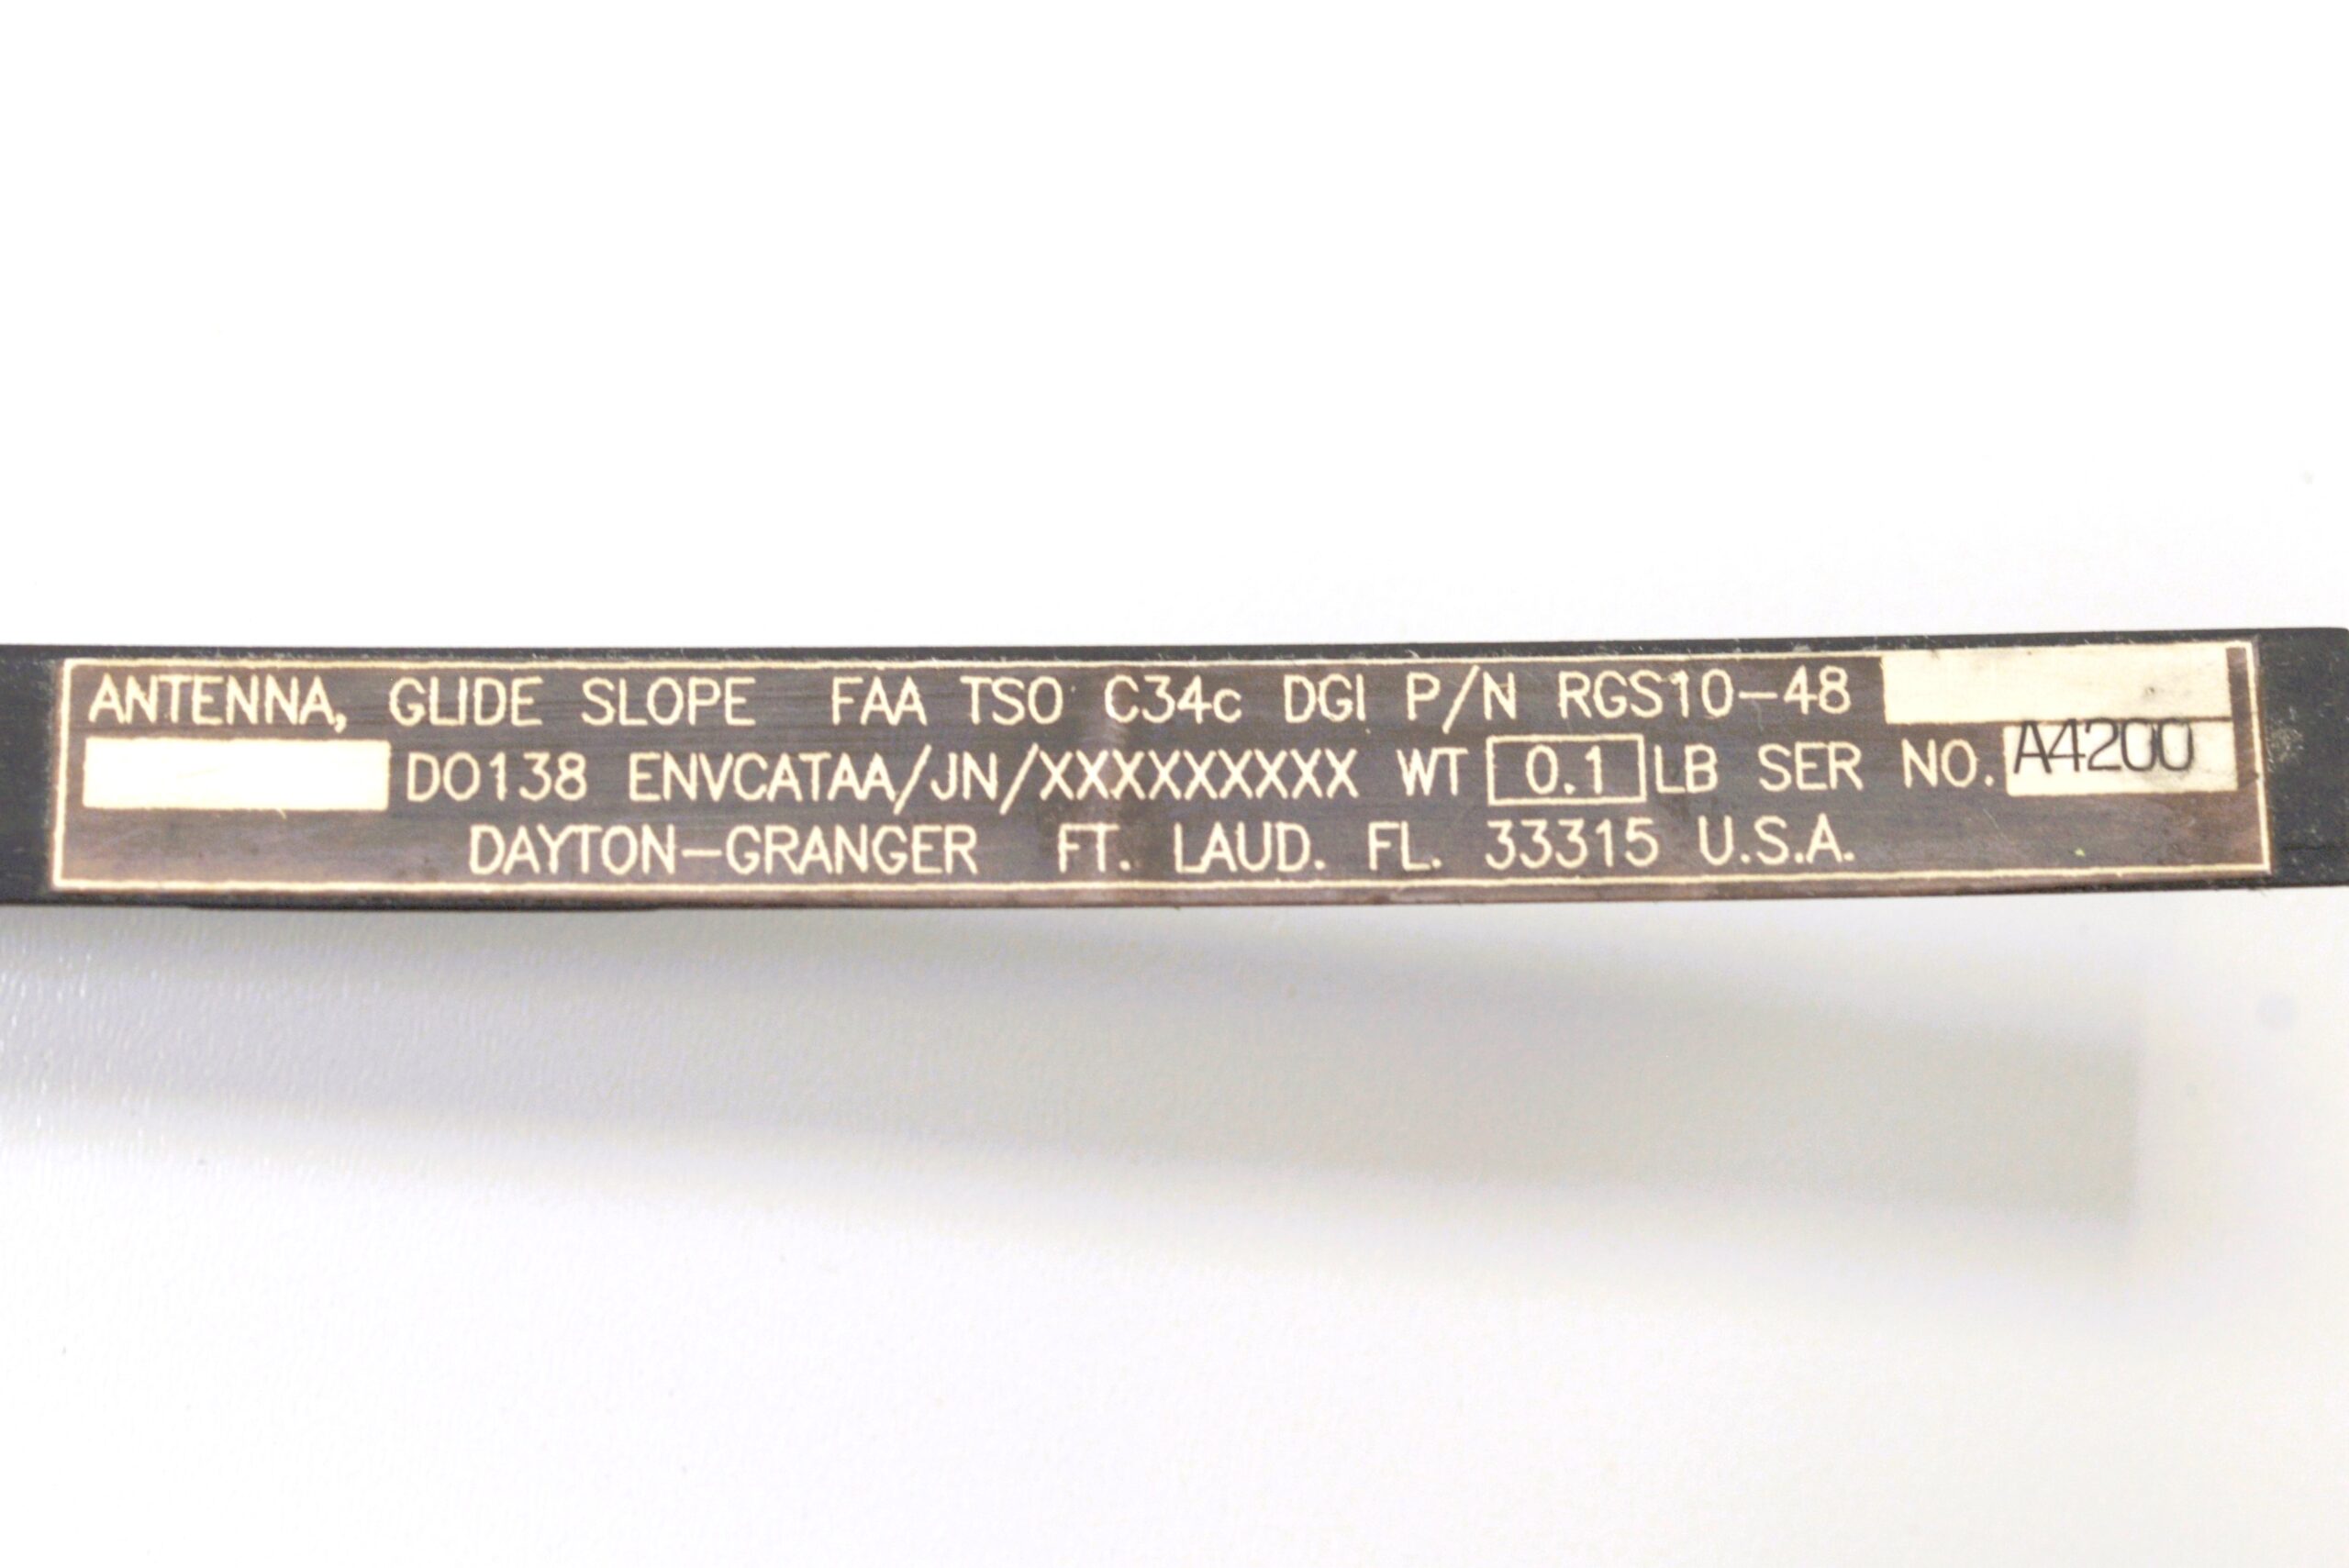 ANTENNA, GLIDE SLOPE FAA TSO C34c DGI P/N RGS10-48
DO138 ENVCATAA/JN/XXXXXXXXX WT 0.1 LB SER NO. A4200
DAYTON-GRANGER FT. LAUD. FL. 33315 U.S.A.